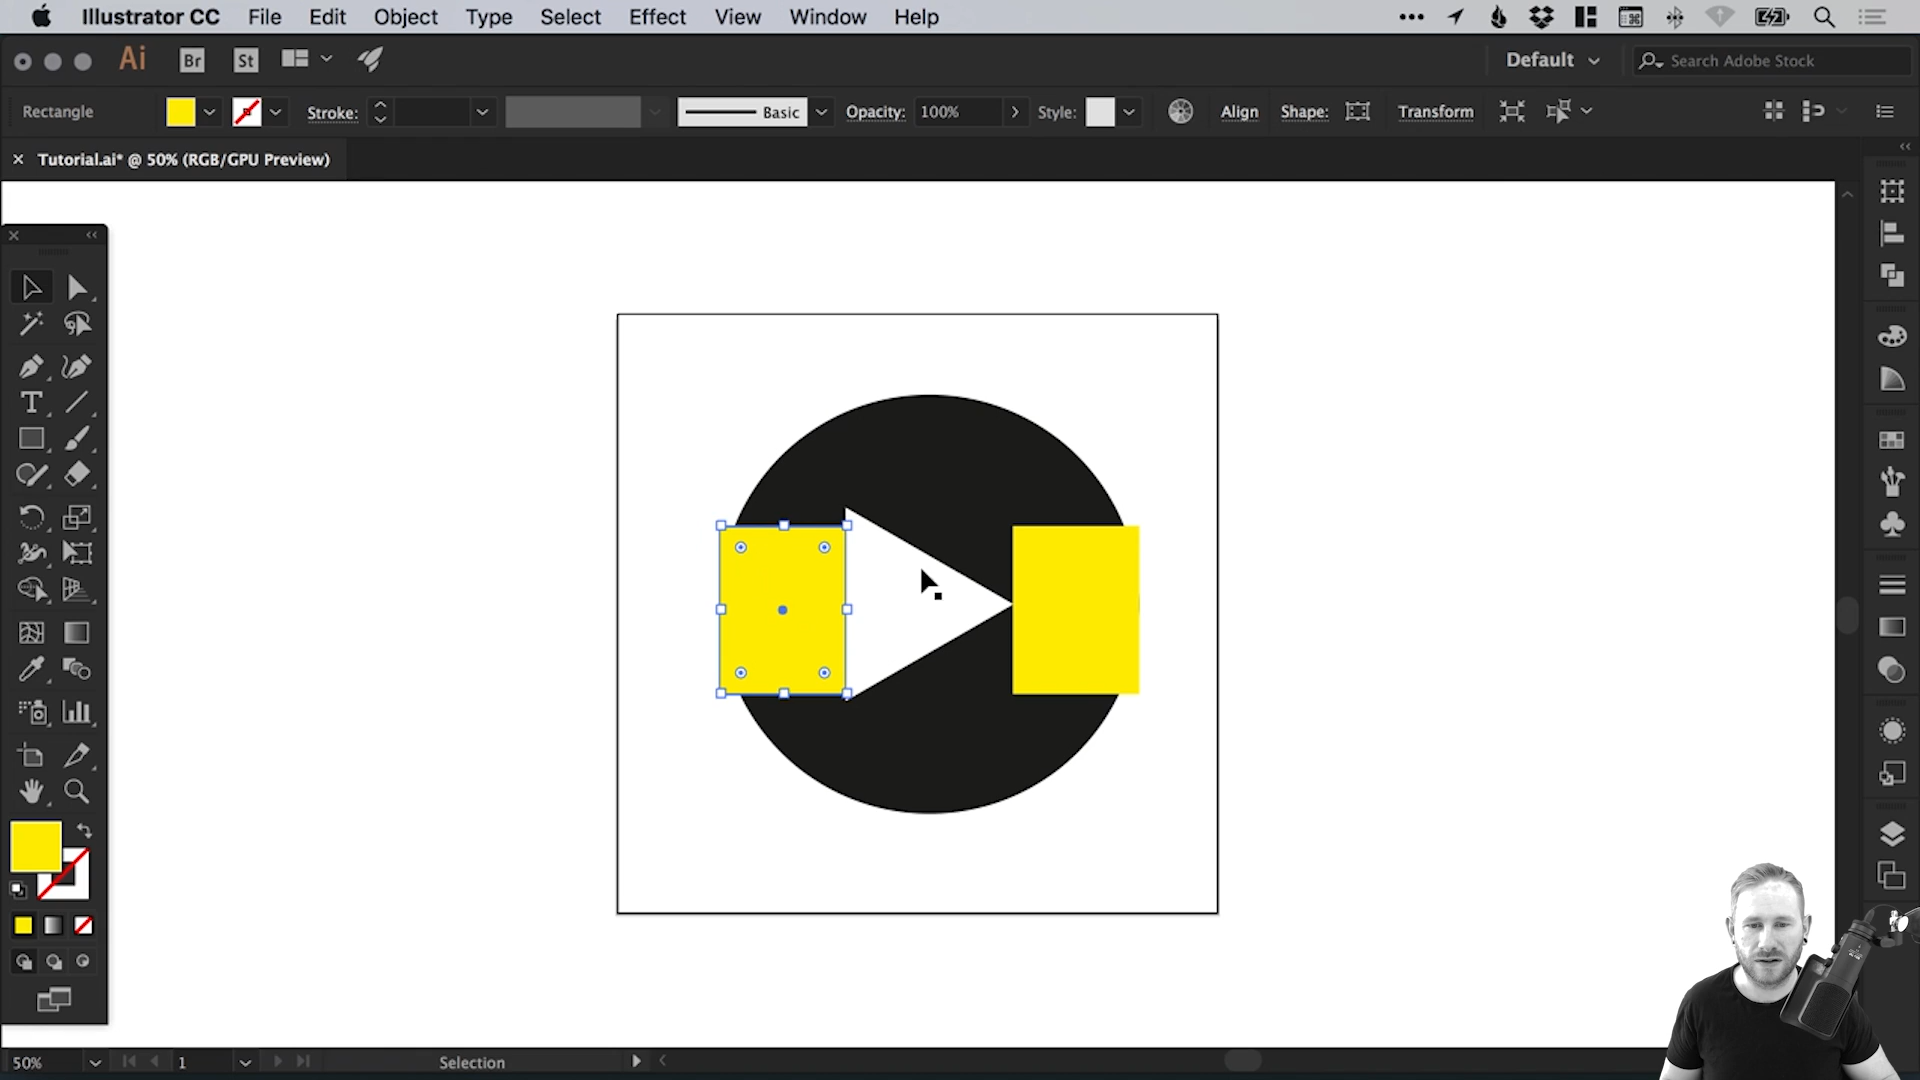 Illustrator CC File Edit Object Type Select Effect View Window Help
Ai Br St Default Search Adobe Stock
Rectangle Stroke: Basic Opacity: 100% Style: Align Shape: Transform
Tutorial.ai* @ 50% (RGB/GPU Preview)
50% 1 Selection